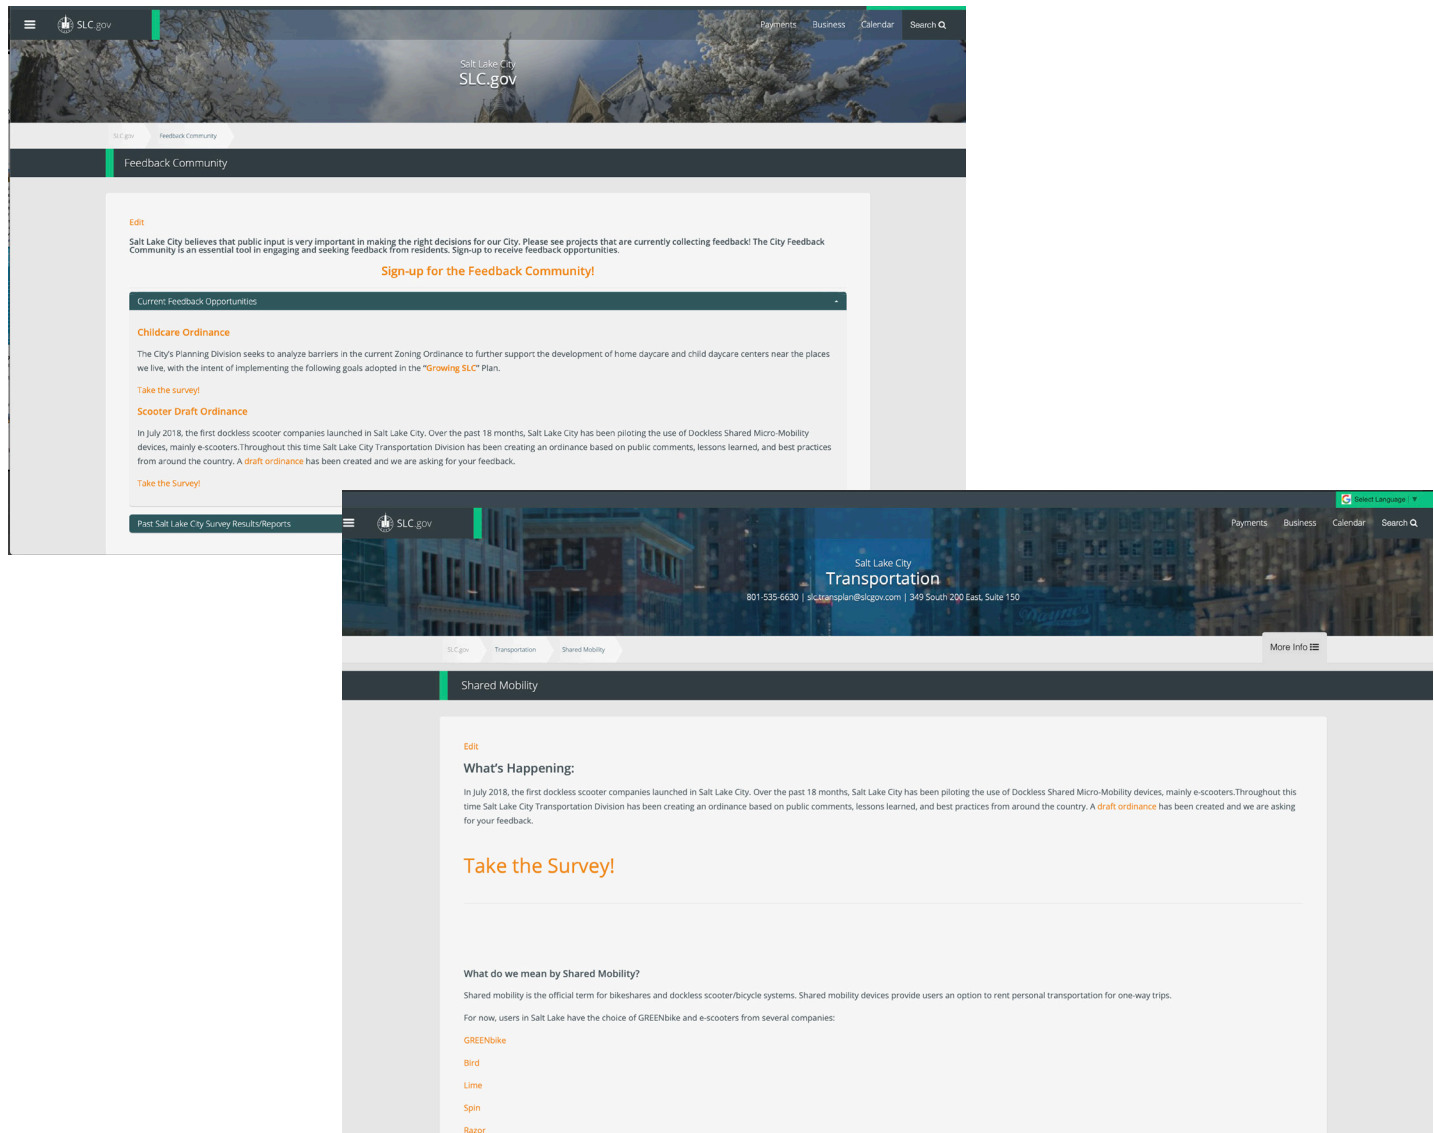 SLC.gov
Payments Business Calendar Search
Salt Lake City
SLC.gov
SLC.gov Feedback Community
Feedback Community
Edit
Salt Lake City believes that public input is very important in making the right decisions for our City. Please see projects that are currently collecting feedback! The City Feedback
Community is an essential tool in engaging and seeking feedback from residents. Sign-up to receive feedback opportunities.
Sign-up for the Feedback Community!
Current Feedback Opportunities
Childcare Ordinance
The City's Planning Division seeks to analyze barriers in the current Zoning Ordinance to further support the development of home daycare and child daycare centers near the places
we live, with the intent of implementing the following goals adopted in the "Growing SLC" Plan.
Take the survey!
Scooter Draft Ordinance
In July 2018, the first dockless scooter companies launched in Salt Lake City. Over the past 18 months, Salt Lake City has been piloting the use of Dockless Shared Micro-Mobility
devices, mainly e-scooters.Throughout this time Salt Lake City Transportation Division has been creating an ordinance based on public comments, lessons learned, and best practices
from around the country. A draft ordinance has been created and we are asking for your feedback.
Take the Survey!
Past Salt Lake City Survey Results/Reports
Select Language
SLC.gov
Payments Business Calendar Search
Salt Lake City
Transportation
801-535-6630 | slc.transplan@slcgov.com | 349 South 200 East, Suite 150
SLC.gov Transportation Shared Mobility
More Info
Shared Mobility
Edit
What's Happening:
In July 2018, the first dockless scooter companies launched in Salt Lake City. Over the past 18 months, Salt Lake City has been piloting the use of Dockless Shared Micro-Mobility devices, mainly e-scooters.Throughout this
time Salt Lake City Transportation Division has been creating an ordinance based on public comments, lessons learned, and best practices from around the country. A draft ordinance has been created and we are asking
for your feedback.
Take the Survey!
What do we mean by Shared Mobility?
Shared mobility is the official term for bikeshares and dockless scooter/bicycle systems. Shared mobility devices provide users an option to rent personal transportation for one-way trips.
For now, users in Salt Lake have the choice of GREENbike and e-scooters from several companies:
GREENbike
Bird
Lime
Spin
Razor